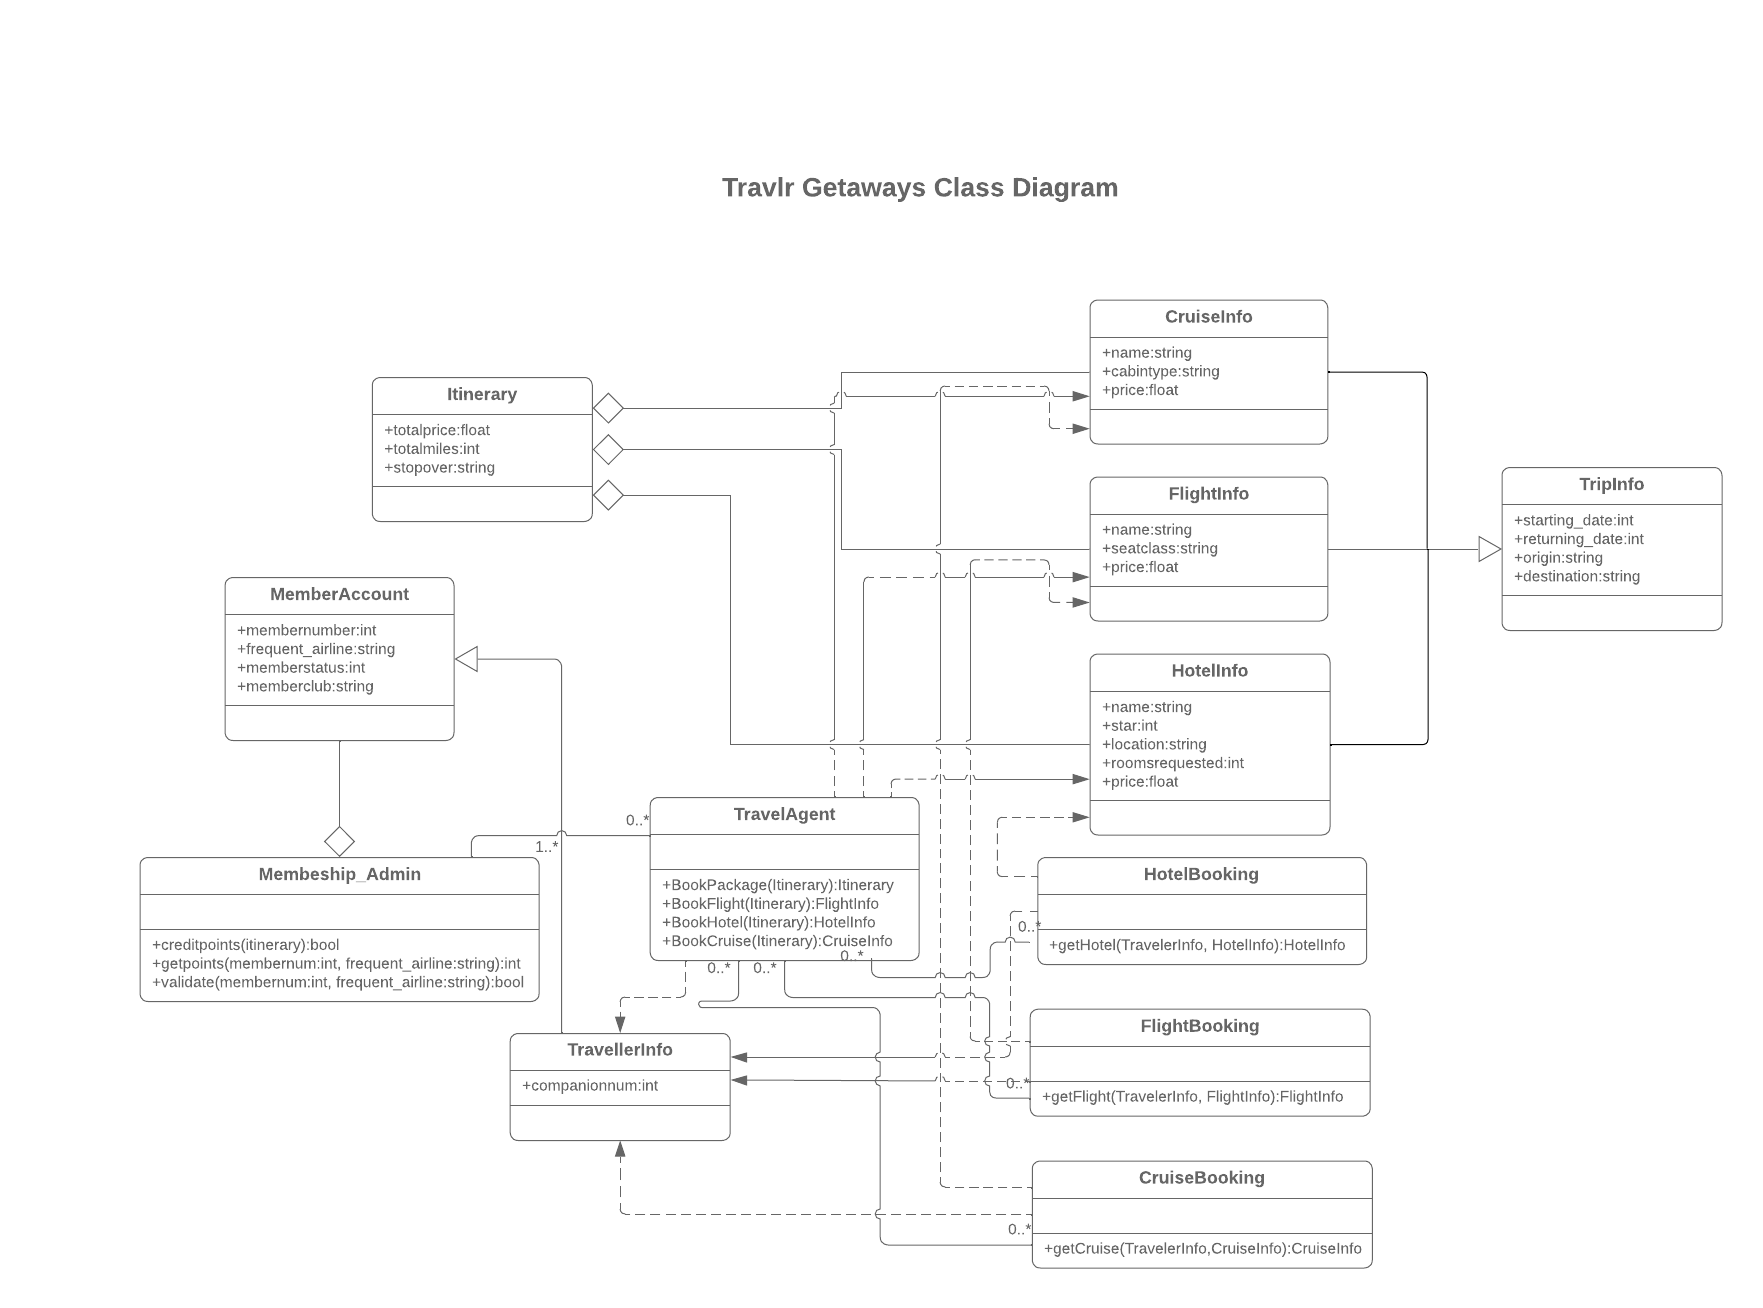 Travlr Getaways Class Diagram
CruiseInfo
+name:string
+cabintype:string
+price:float
Itinerary
+totalprice:float
+totalmiles:int
+stopover:string
FlightInfo
+name:string
+seatclass:string
+price:float
TripInfo
+starting_date:int
+returning_date:int
+origin:string
+destination:string
MemberAccount
+membernumber:int
+frequent_airline:string
+memberstatus:int
+memberclub:string
HotelInfo
+name:string
+star:int
+location:string
+roomsrequested:int
+price:float
0..*
1..*
TravelAgent
+BookPackage(Itinerary):Itinerary
+BookFlight(Itinerary):FlightInfo
+BookHotel(Itinerary):HotelInfo
+BookCruise(Itinerary):CruiseInfo
0..*
0..*
0..*
Membeship_Admin
+creditpoints(itinerary):bool
+getpoints(membernum:int, frequent_airline:string):int
+validate(membernum:int, frequent_airline:string):bool
HotelBooking
0..*
+getHotel(TravelerInfo, HotelInfo):HotelInfo
TravellerInfo
+companionnum:int
FlightBooking
0..*
+getFlight(TravelerInfo, FlightInfo):FlightInfo
CruiseBooking
0..*
+getCruise(TravelerInfo,CruiseInfo):CruiseInfo